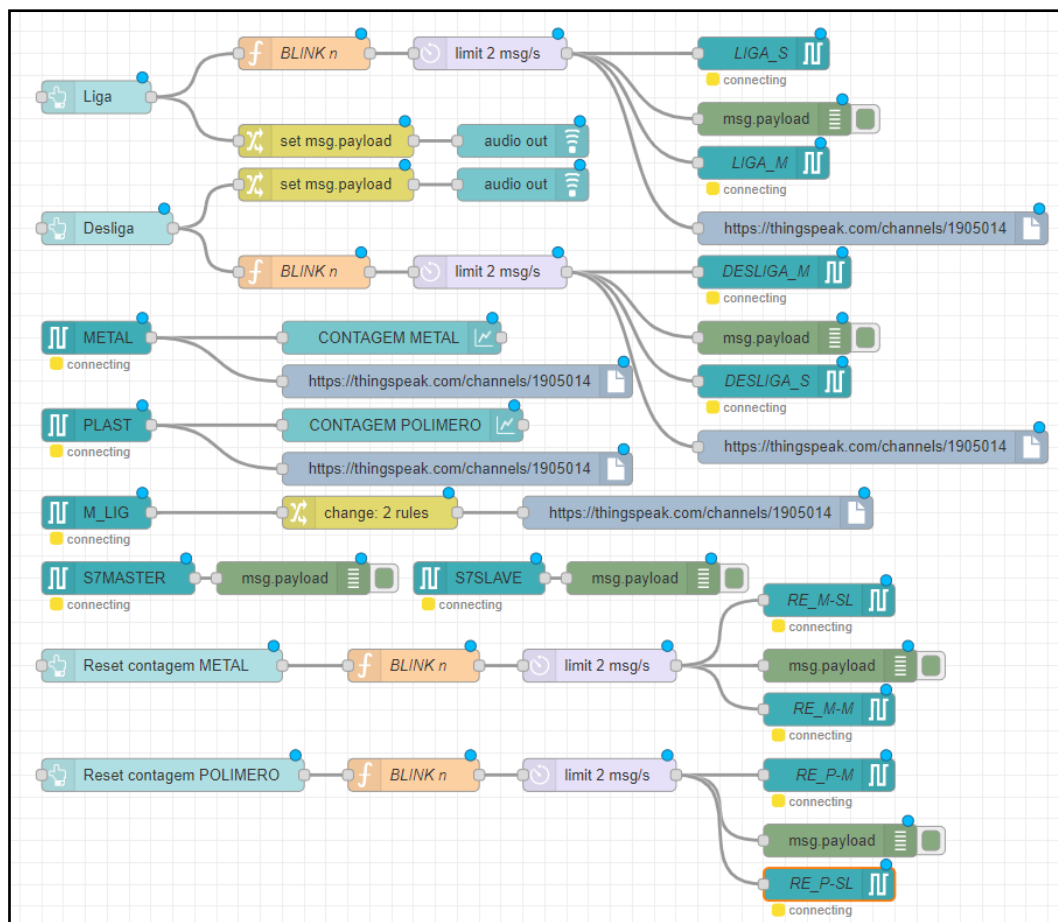 BLINK n
limit 2 msg/s
LIGA_S
connecting
Liga
msg.payload
set msg.payload
audio out
LIGA_M
connecting
set msg.payload
audio out
Desliga
https://thingspeak.com/channels/1905014
BLINK n
limit 2 msg/s
DESLIGA_M
connecting
METAL
connecting
CONTAGEM METAL
msg.payload
https://thingspeak.com/channels/1905014
DESLIGA_S
connecting
PLAST
connecting
CONTAGEM POLIMERO
https://thingspeak.com/channels/1905014
https://thingspeak.com/channels/1905014
M_LIG
connecting
change: 2 rules
https://thingspeak.com/channels/1905014
S7MASTER
connecting
msg.payload
S7SLAVE
connecting
msg.payload
RE_M-SL
connecting
Reset contagem METAL
BLINK n
limit 2 msg/s
msg.payload
RE_M-M
connecting
Reset contagem POLIMERO
BLINK n
limit 2 msg/s
RE_P-M
connecting
msg.payload
RE_P-SL
connecting